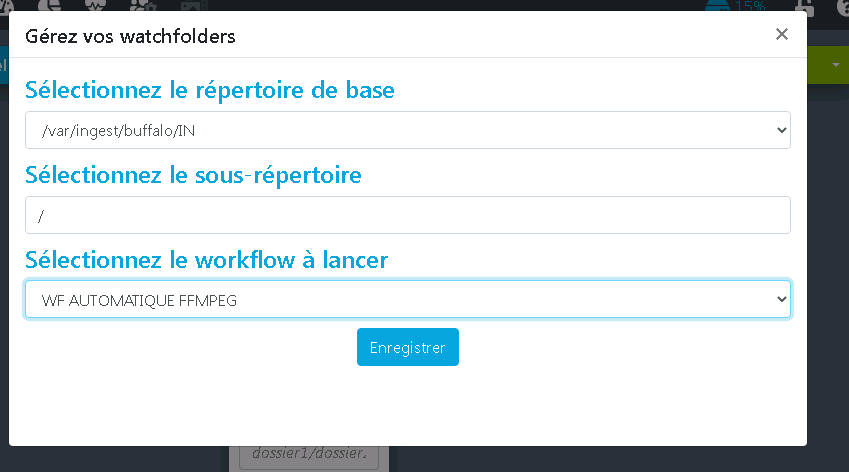 15%
Gérez vos watchfolders
×
Sélectionnez le répertoire de base
/var/ingest/buffalo/IN
Sélectionnez le sous-répertoire
/
Sélectionnez le workflow à lancer
WF AUTOMATIQUE FFMPEG
Enregistrer
dossier1/dossier.